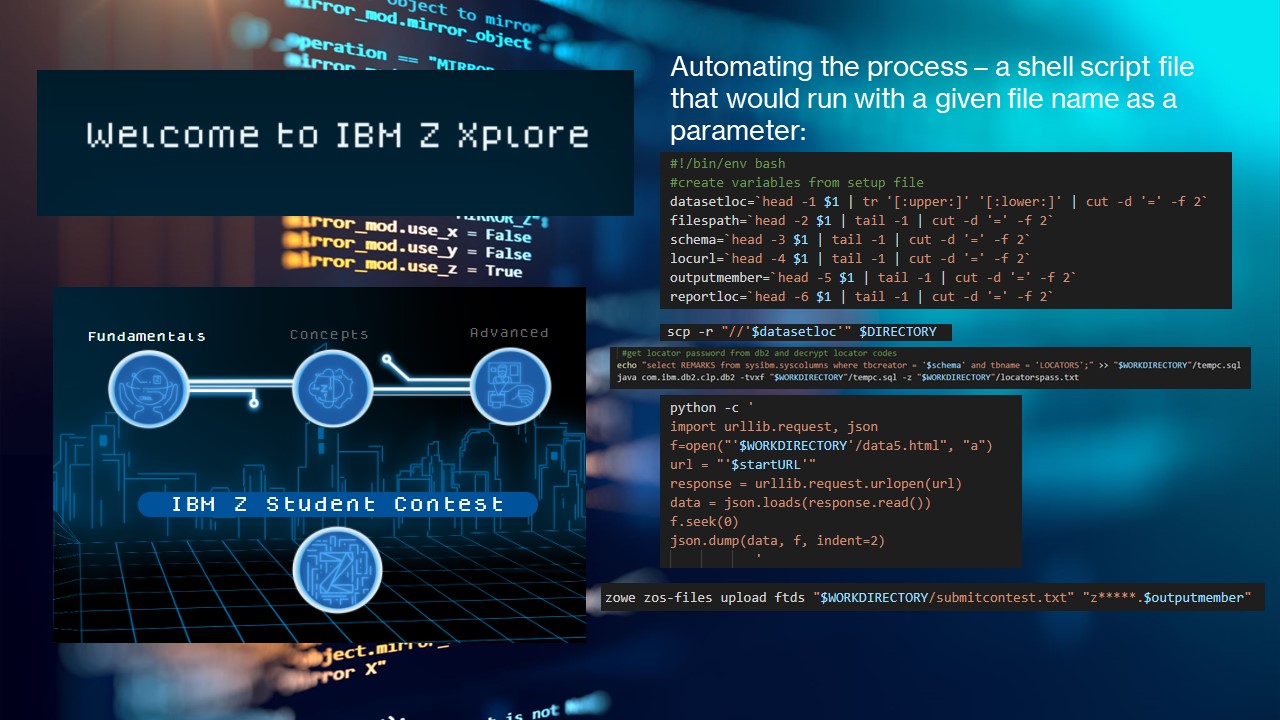 object to mirror
mirror_mod.mirror_object
operation == "MIRROR
Welcome to IBM Z Xplore
mirror_mod.use_x = False
mirror_mod.use_y = False
mirror_mod.use_z = True
Fundamentals
Concepts
Advanced
IBM Z Student Contest
is not
Automating the process – a shell script file
that would run with a given file name as a
parameter:
#!/bin/env bash
#create variables from setup file
datasetloc=`head -1 $1 | tr '[:upper:]' '[:lower:]' | cut -d '=' -f 2`
filespath=`head -2 $1 | tail -1 | cut -d '=' -f 2`
schema=`head -3 $1 | tail -1 | cut -d '=' -f 2`
locurl=`head -4 $1 | tail -1 | cut -d '=' -f 2`
outputmember=`head -5 $1 | tail -1 | cut -d '=' -f 2`
reportloc=`head -6 $1 | tail -1 | cut -d '=' -f 2`
scp -r "//'$datasetloc'" $DIRECTORY
#get locator password from db2 and decrypt locator codes
echo "select REMARKS from sysibm.syscolumns where tbcreator = '$schema' and tbname = 'LOCATORS';" >> "$WORKDIRECTORY"/tempc.sql
java com.ibm.db2.clp.db2 -tvxf "$WORKDIRECTORY"/tempc.sql -z "$WORKDIRECTORY"/locatorspass.txt
python -c '
import urllib.request, json
f=open("'$WORKDIRECTORY'/data5.html", "a")
url = "'$startURL'"
response = urllib.request.urlopen(url)
data = json.loads(response.read())
f.seek(0)
json.dump(data, f, indent=2)
'
zowe zos-files upload ftds "$WORKDIRECTORY/submitcontest.txt" "z*****.$outputmember"